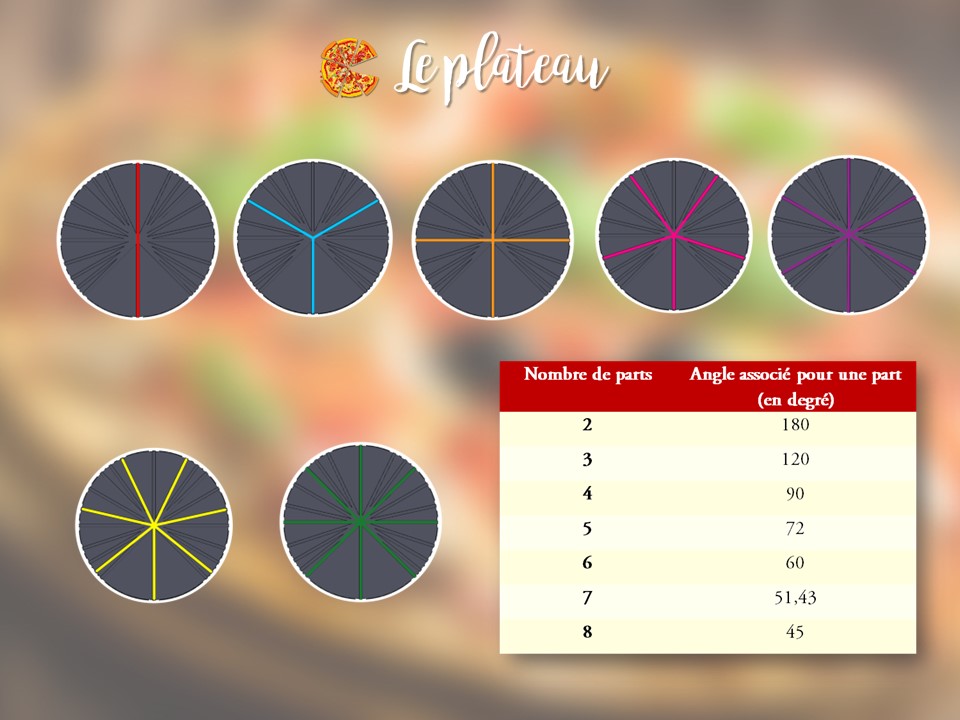 Le plateau
Nombre de parts Angle associé pour une part
(en degré)
2 180
3 120
4 90
5 72
6 60
7 51,43
8 45